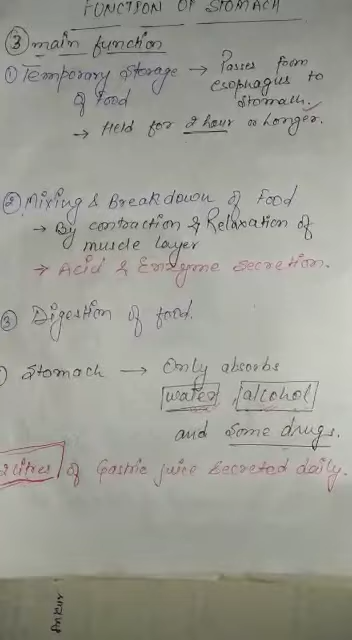 FUNCTION OF STOMACH
③ main function
① Temporary Storage → Passes from
of Food esophagus to
stomach.
→ Held for 2 hour or longer.
② Mixing & Breakdown of Food
→ By contraction & Relaxation of
muscle layer
→ Acid & Enzyme secretion.
③ Digestion of food.
Stomach → Only absorbs
water, alcohol
and some drugs.
2 litres of Gastric juice secreted daily.
Ankur